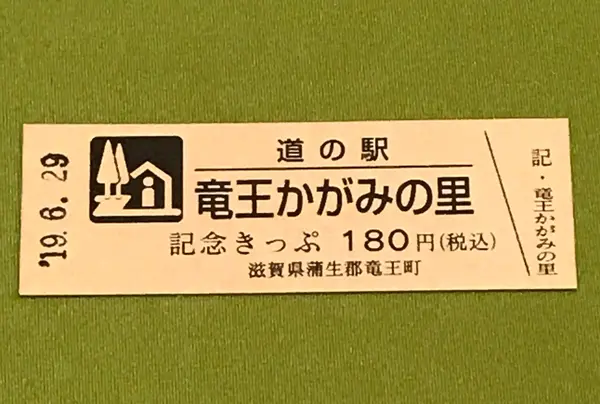 '19.6.29
道の駅
竜王かがみの里
記念きっぷ 180円(税込)
滋賀県蒲生郡竜王町
記・竜王かがみの里